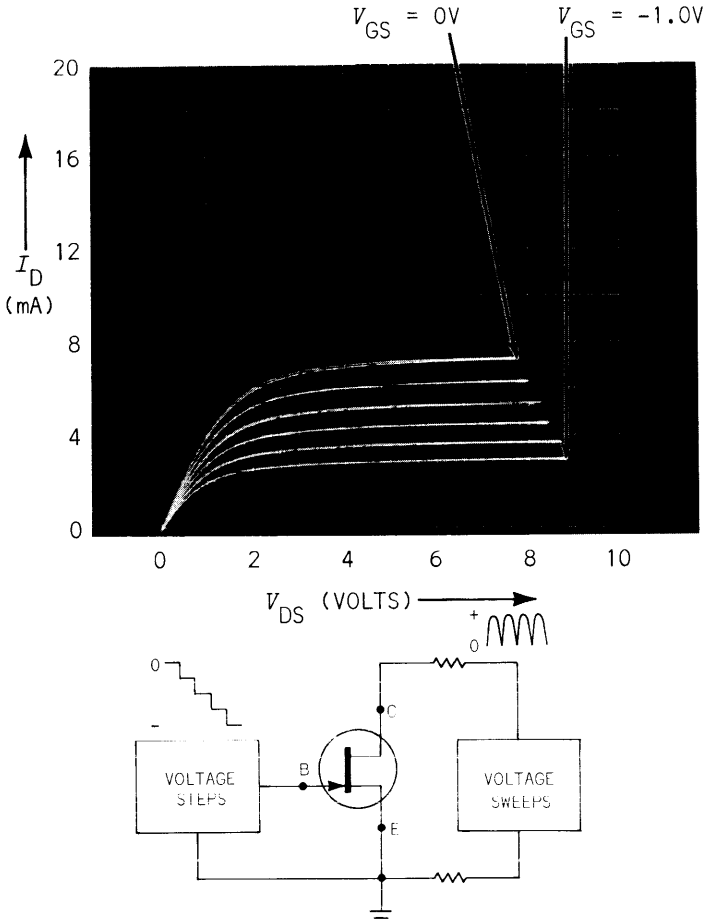 V_GS = 0V
V_GS = -1.0V
20
16
12
8
4
0
I_D
(mA)
0 2 4 6 8 10
V_DS (VOLTS)
+
0
0
-
VOLTAGE
STEPS
B
C
E
VOLTAGE
SWEEPS